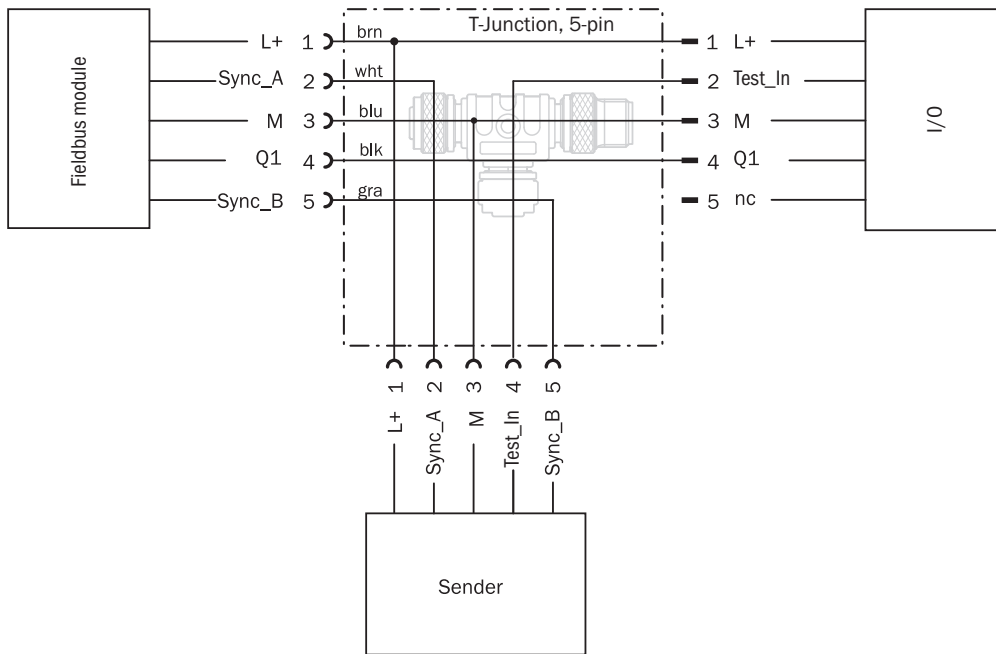 T-Junction, 5-pin
Fieldbus module
L+ 1 brn
Sync_A 2 wht
M 3 blu
Q1 4 blk
Sync_B 5 gra
1 L+
2 Test_In
3 M
4 Q1
5 nc
I/O
1 2 3 4 5
L+ Sync_A M Test_In Sync_B
Sender